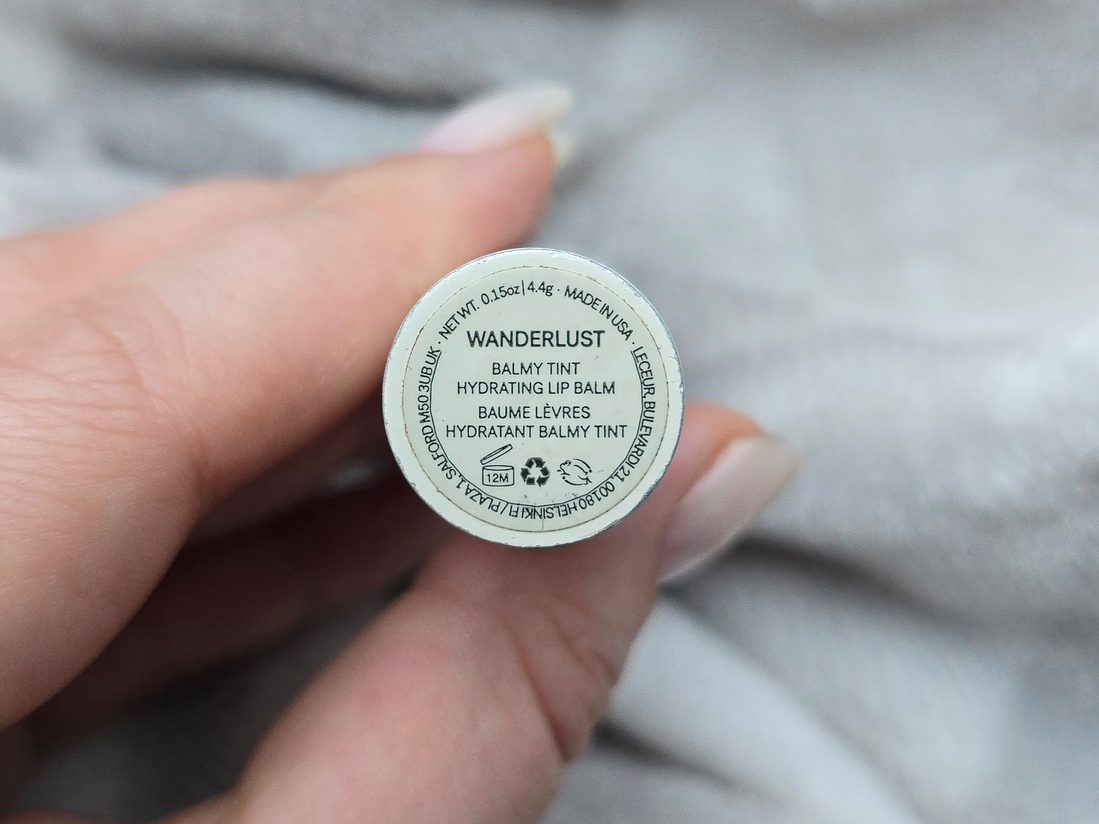 NET WT. 0.15oz | 4.4g · MADE IN USA · LECEUR, BULEVARDI 21, 00180 HELSINKI FI / PLAZA 1, SALFORD M50 3UB UK ·
WANDERLUST
BALMY TINT
HYDRATING LIP BALM
BAUME LÈVRES
HYDRATANT BALMY TINT
12M